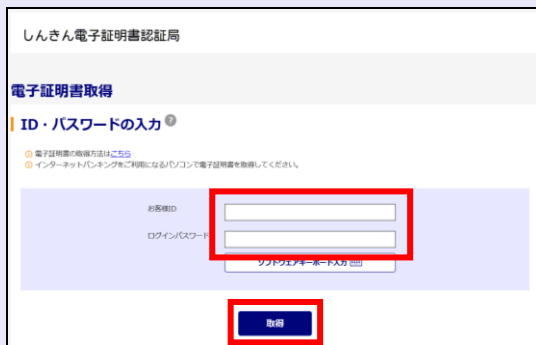 しんきん電子証明書認証局
電子証明書取得
ID・パスワードの入力 ?
電子証明書の取得方法はこちら
インターネットバンキングをご利用になるパソコンで電子証明書を取得してください。
お客様ID
ログインパスワード
ソフトウェアキーボード入力
取得